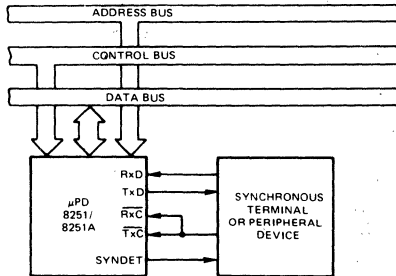 ADDRESS BUS
CONTROL BUS
DATA BUS
μPD
8251/
8251A
RxD
TxD
RxC
TxC
SYNDET
SYNCHRONOUS
TERMINAL
OR PERIPHERAL
DEVICE